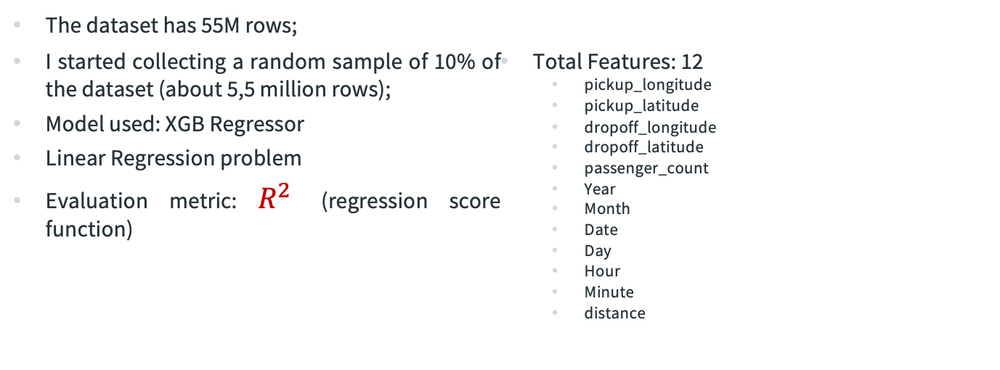 The dataset has 55M rows;
I started collecting a random sample of 10% of
the dataset (about 5,5 million rows);
Model used: XGB Regressor
Linear Regression problem
Evaluation metric: R² (regression score
function)
Total Features: 12
pickup_longitude
pickup_latitude
dropoff_longitude
dropoff_latitude
passenger_count
Year
Month
Date
Day
Hour
Minute
distance